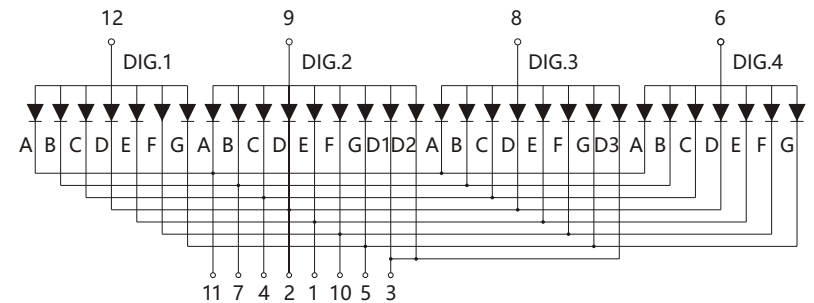 12 9 8 6
DIG.1 DIG.2 DIG.3 DIG.4
A B C D E F G A B C D E F G D1 D2 A B C D E F G D3 A B C D E F G
11 7 4 2 1 10 5 3